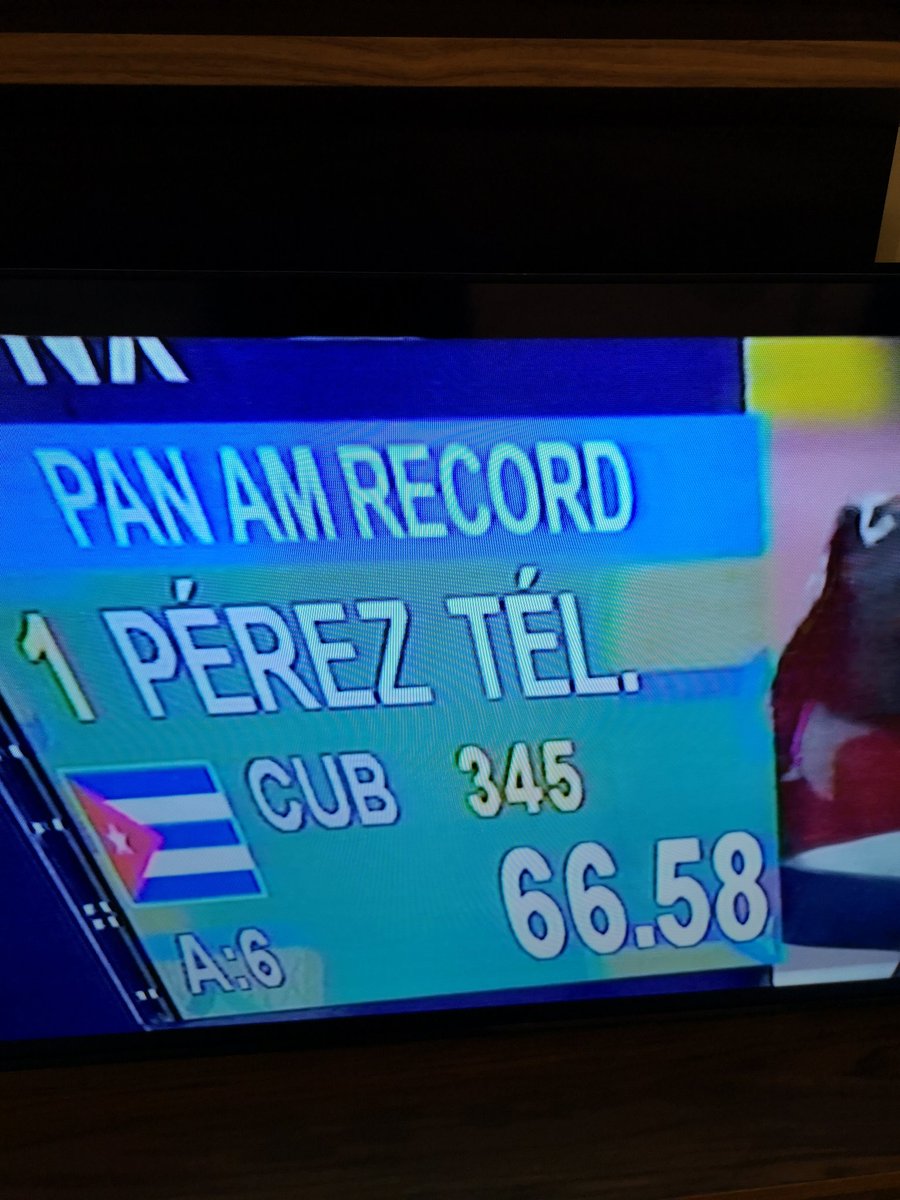 PAN AM RECORD
1 PÉREZ TÉL.
CUB 345
66.58
A:6